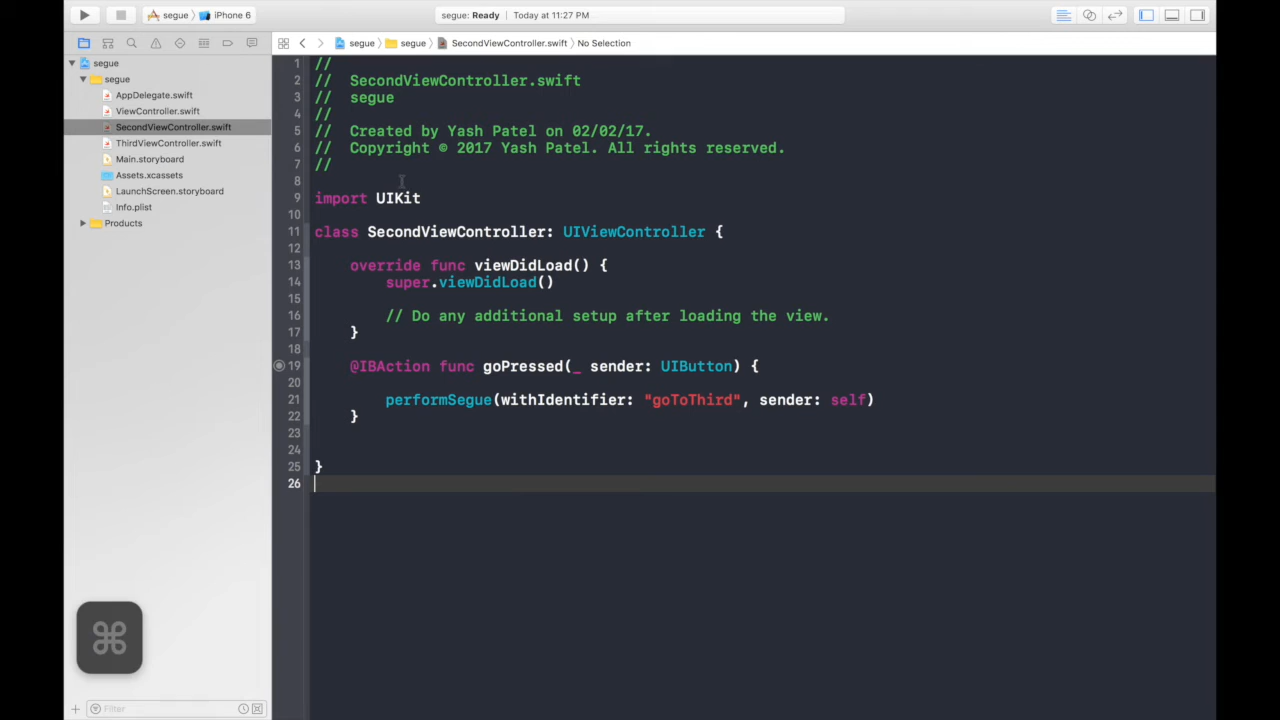 segue › iPhone 6
segue: Ready | Today at 11:27 PM
segue › segue › SecondViewController.swift › No Selection
segue
segue
AppDelegate.swift
ViewController.swift
SecondViewController.swift
ThirdViewController.swift
Main.storyboard
Assets.xcassets
LaunchScreen.storyboard
Info.plist
Products
Filter
⌘
1 //
2 // SecondViewController.swift
3 // segue
4 //
5 // Created by Yash Patel on 02/02/17.
6 // Copyright © 2017 Yash Patel. All rights reserved.
7 //
8
9 import UIKit
10
11 class SecondViewController: UIViewController {
12
13 override func viewDidLoad() {
14 super.viewDidLoad()
15
16 // Do any additional setup after loading the view.
17 }
18
19 @IBAction func goPressed(_ sender: UIButton) {
20
21 performSegue(withIdentifier: "goToThird", sender: self)
22 }
23
24
25 }
26